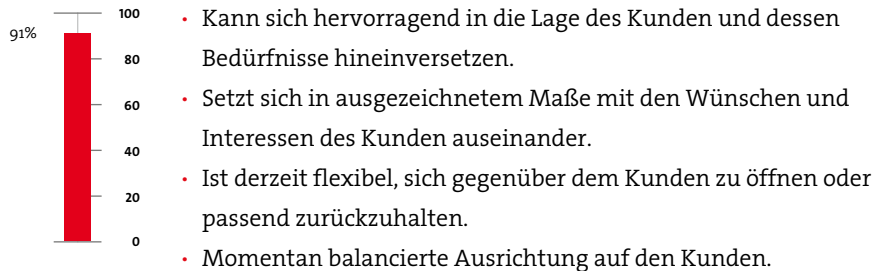 91%
100
80
60
40
20
0
• Kann sich hervorragend in die Lage des Kunden und dessen
Bedürfnisse hineinversetzen.
• Setzt sich in ausgezeichnetem Maße mit den Wünschen und
Interessen des Kunden auseinander.
• Ist derzeit flexibel, sich gegenüber dem Kunden zu öffnen oder
passend zurückzuhalten.
• Momentan balancierte Ausrichtung auf den Kunden.